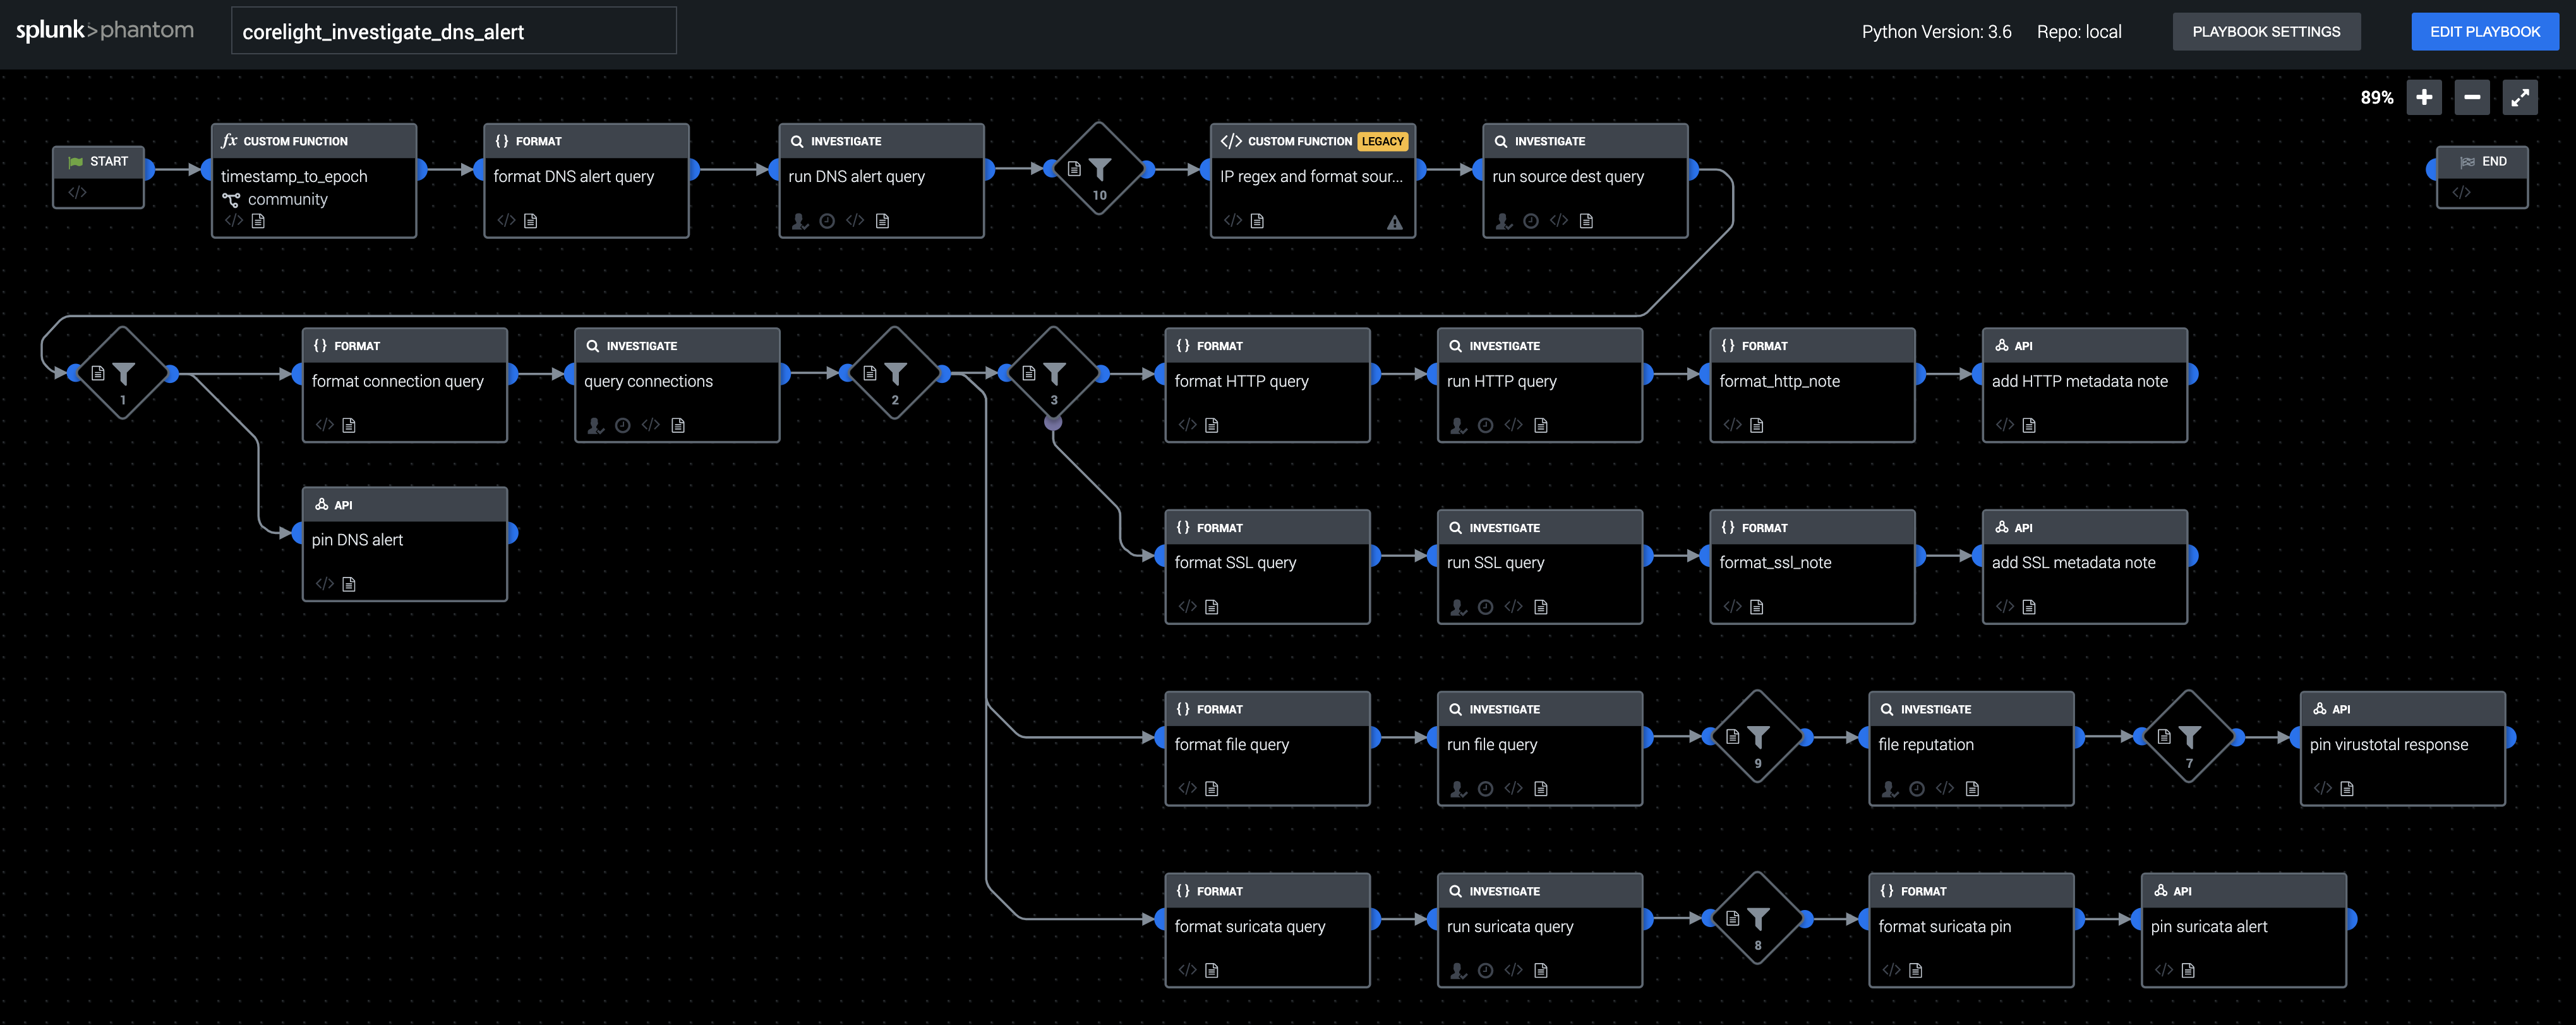 splunk>phantom
corelight_investigate_dns_alert
Python Version: 3.6
Repo: local
PLAYBOOK SETTINGS
EDIT PLAYBOOK
89%
START
CUSTOM FUNCTION
timestamp_to_epoch
community
FORMAT
format DNS alert query
INVESTIGATE
run DNS alert query
10
CUSTOM FUNCTION LEGACY
IP regex and format sour...
INVESTIGATE
run source dest query
END
1
FORMAT
format connection query
INVESTIGATE
query connections
2
3
FORMAT
format HTTP query
INVESTIGATE
run HTTP query
FORMAT
format_http_note
API
add HTTP metadata note
API
pin DNS alert
FORMAT
format SSL query
INVESTIGATE
run SSL query
FORMAT
format_ssl_note
API
add SSL metadata note
FORMAT
format file query
INVESTIGATE
run file query
9
INVESTIGATE
file reputation
7
API
pin virustotal response
FORMAT
format suricata query
INVESTIGATE
run suricata query
8
FORMAT
format suricata pin
API
pin suricata alert